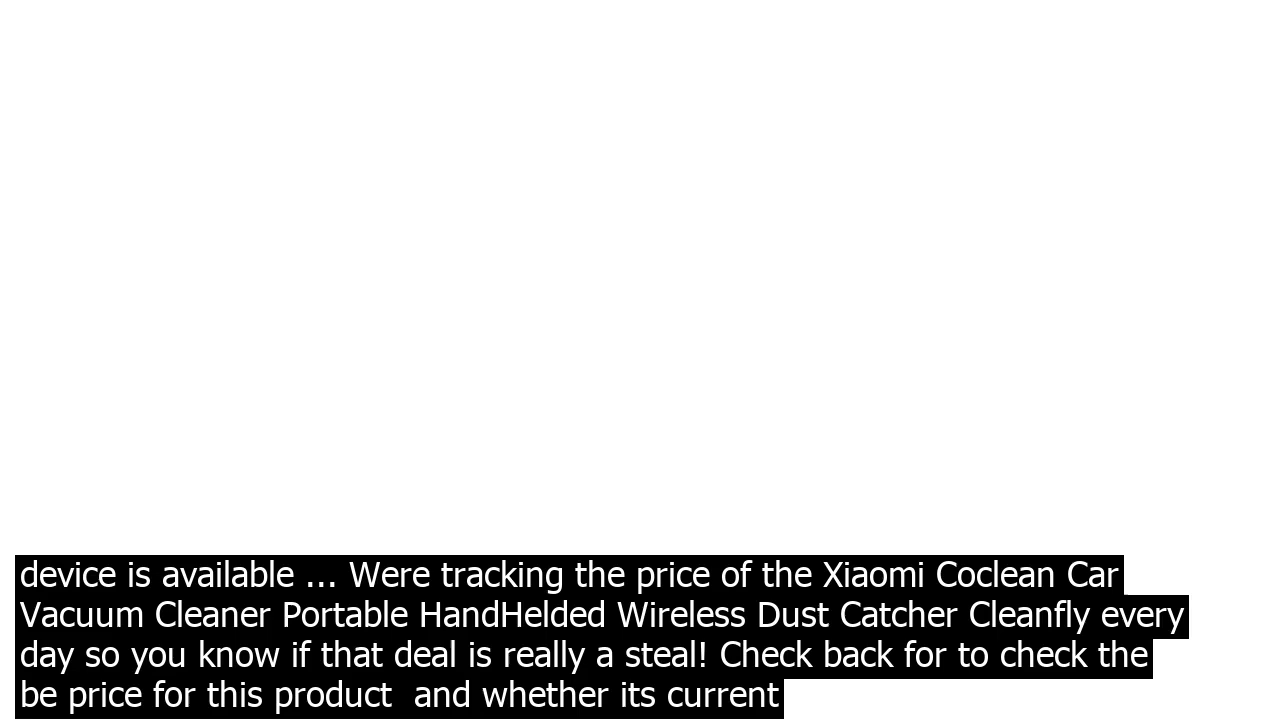 device is available ... Were tracking the price of the Xiaomi Coclean Car
Vacuum Cleaner Portable HandHelded Wireless Dust Catcher Cleanfly every
day so you know if that deal is really a steal! Check back for to check the
be price for this product  and whether its current